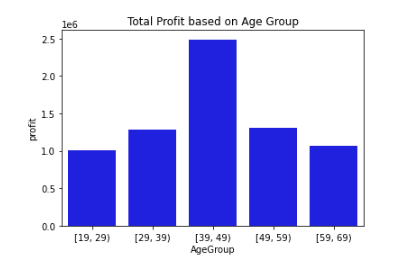 Total Profit based on Age Group
1e6
2.5
2.0
1.5
1.0
0.5
0.0
profit
[19, 29) [29, 39) [39, 49) [49, 59) [59, 69)
AgeGroup